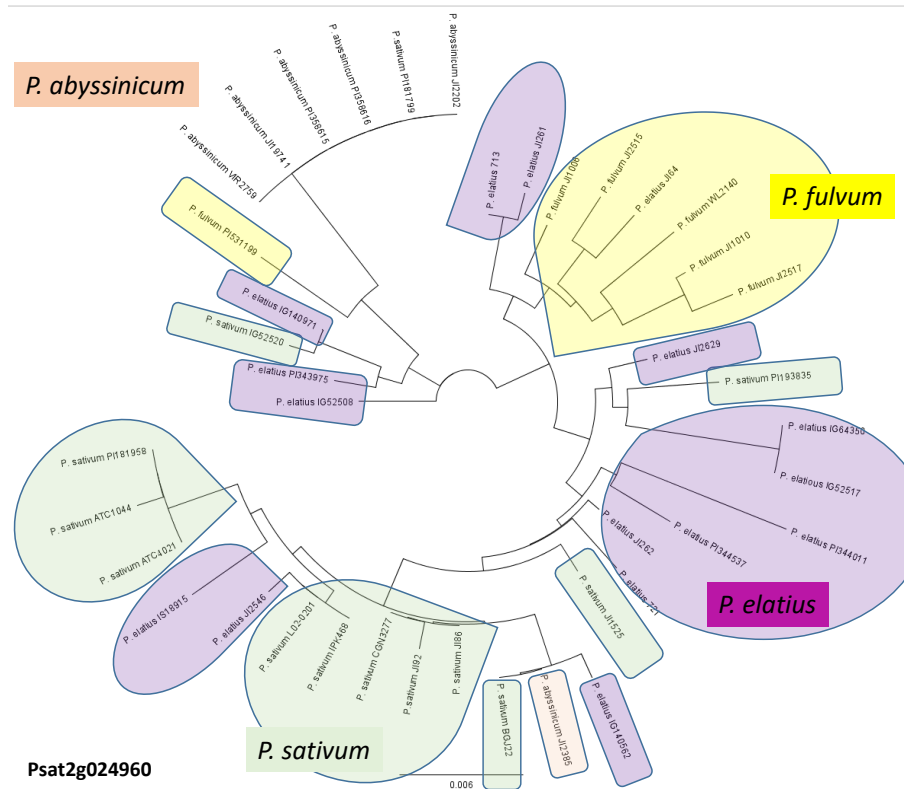 P. abyssinicum
P. abyssinicum VIR2759
P. abyssinicum JI1974 1
P. abyssinicum PI358615
P. abyssinicum PI358616
P. sativum PI181799
P. abyssinicum JI2202
P. elatius 713
P. elatius JI261
P. fulvum JI1006
P. fulvum JI2515
P. elatius JI64
P. fulvum WL2140
P. fulvum JI1010
P. fulvum JI2517
P. fulvum
P. fulvum PI531199
P. elatius IG140971
P. sativum IG52520
P. elatius PI343975
P. elatius IG52508
P. elatius JI2629
P. sativum PI193835
P. elatius IG64350
P. elatious IG52517
P. elatius PI344011
P. elatius PI344537
P. elatius JI262
P. elatius 721
P. elatius
P. sativum JI1525
P. sativum PI181958
P. sativum ATC1044
P. sativum ATC4021
P. elatius IS18915
P. elatius JI2546
P. sativum L02-0201
P. sativum IPK468
P. sativum CGN3277
P. sativum JI92
P. sativum JI86
P. sativum BGJ22
P. abyssinicum JI2385
P. elatius IG140562
P. sativum
Psat2g024960
0.006